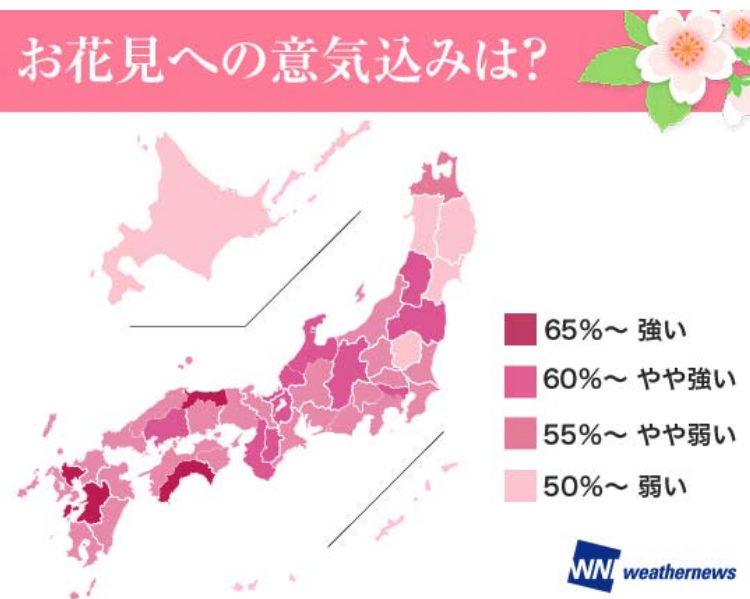 お花見への意気込みは?
65%〜 強い
60%〜 やや強い
55%〜 やや弱い
50%〜 弱い
WNI weathernews